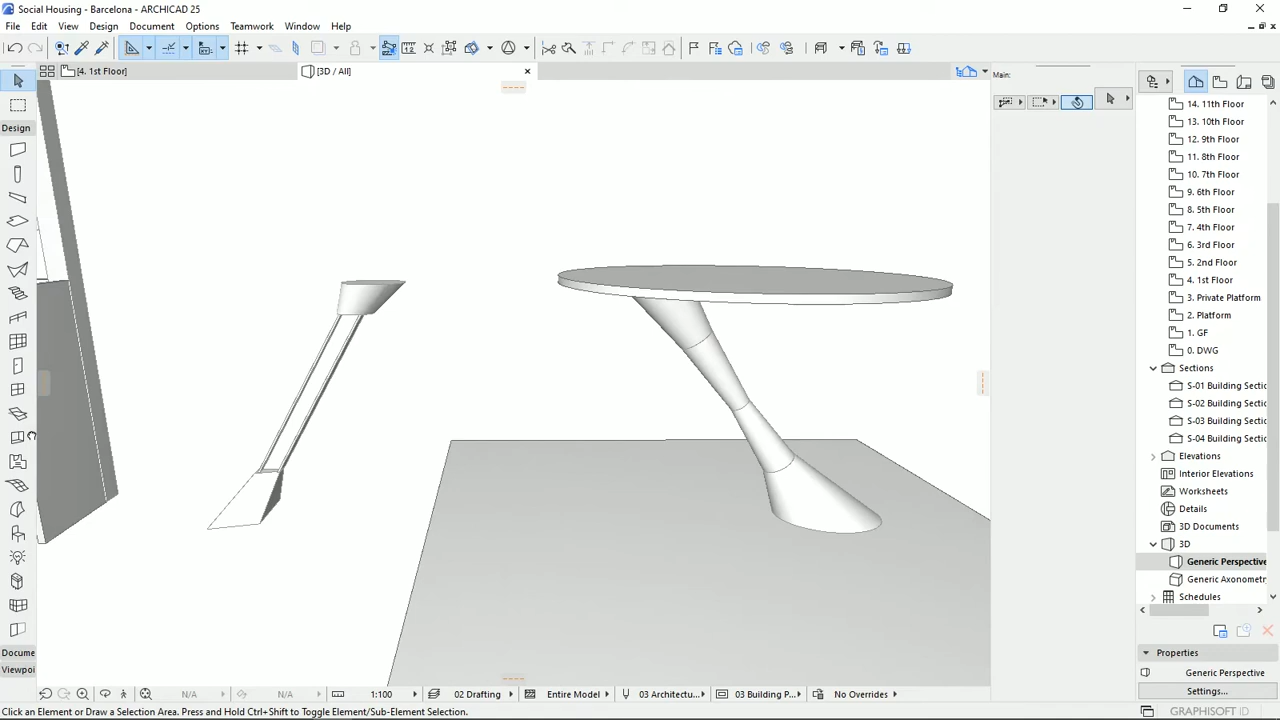 Social Housing - Barcelona - ARCHICAD 25
File Edit View Design Document Options Teamwork Window Help
[4. 1st Floor]
[3D / All]
Main:
Design
14. 11th Floor
13. 10th Floor
12. 9th Floor
11. 8th Floor
10. 7th Floor
9. 6th Floor
8. 5th Floor
7. 4th Floor
6. 3rd Floor
5. 2nd Floor
4. 1st Floor
3. Private Platform
2. Platform
1. GF
0. DWG
Sections
S-01 Building Secti
S-02 Building Secti
S-03 Building Secti
S-04 Building Secti
Elevations
Interior Elevations
Worksheets
Details
3D Documents
3D
Generic Perspective
Generic Axonometr
Schedules
Docume
Viewpoi
Properties
Generic Perspective
Settings...
N/A N/A 1:100 02 Drafting Entire Model 03 Architectu... 03 Building P... No Overrides
Click an Element or Draw a Selection Area. Press and Hold Ctrl+Shift to Toggle Element/Sub-Element Selection.
GRAPHISOFT ID